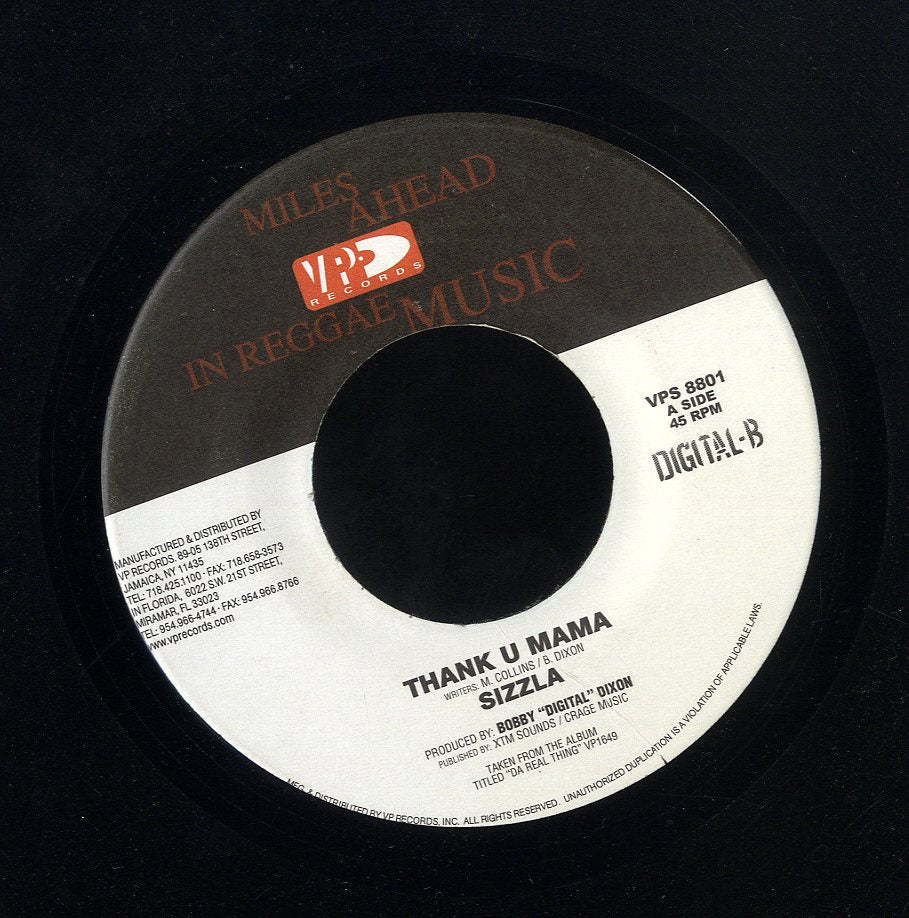 MILES
AHEAD
VP
RECORDS
IN REGGAE MUSIC
VPS 8801
A SIDE
45 RPM
DIGITAL-B
MANUFACTURED & DISTRIBUTED BY
VP RECORDS, 89-05 138TH STREET,
JAMAICA, NY 11435
TEL: 718.425.1100 · FAX: 718.658-3573
IN FLORIDA, 6022 S.W. 21ST STREET,
MIRAMAR, FL 33023
TEL: 954.966-4744 · FAX: 954.966.8766
www.vprecords.com
THANK U MAMA
WRITERS: M. COLLINS / B. DIXON
SIZZLA
PRODUCED BY: BOBBY "DIGITAL" DIXON
PUBLISHED BY: XTM SOUNDS / CRAGE MUSIC
TAKEN FROM THE ALBUM
TITLED "DA REAL THING" VP1649
MFG. & DISTRIBUTED BY VP RECORDS, INC. ALL RIGHTS RESERVED. UNAUTHORIZED DUPLICATION IS A VIOLATION OF APPLICABLE LAWS.